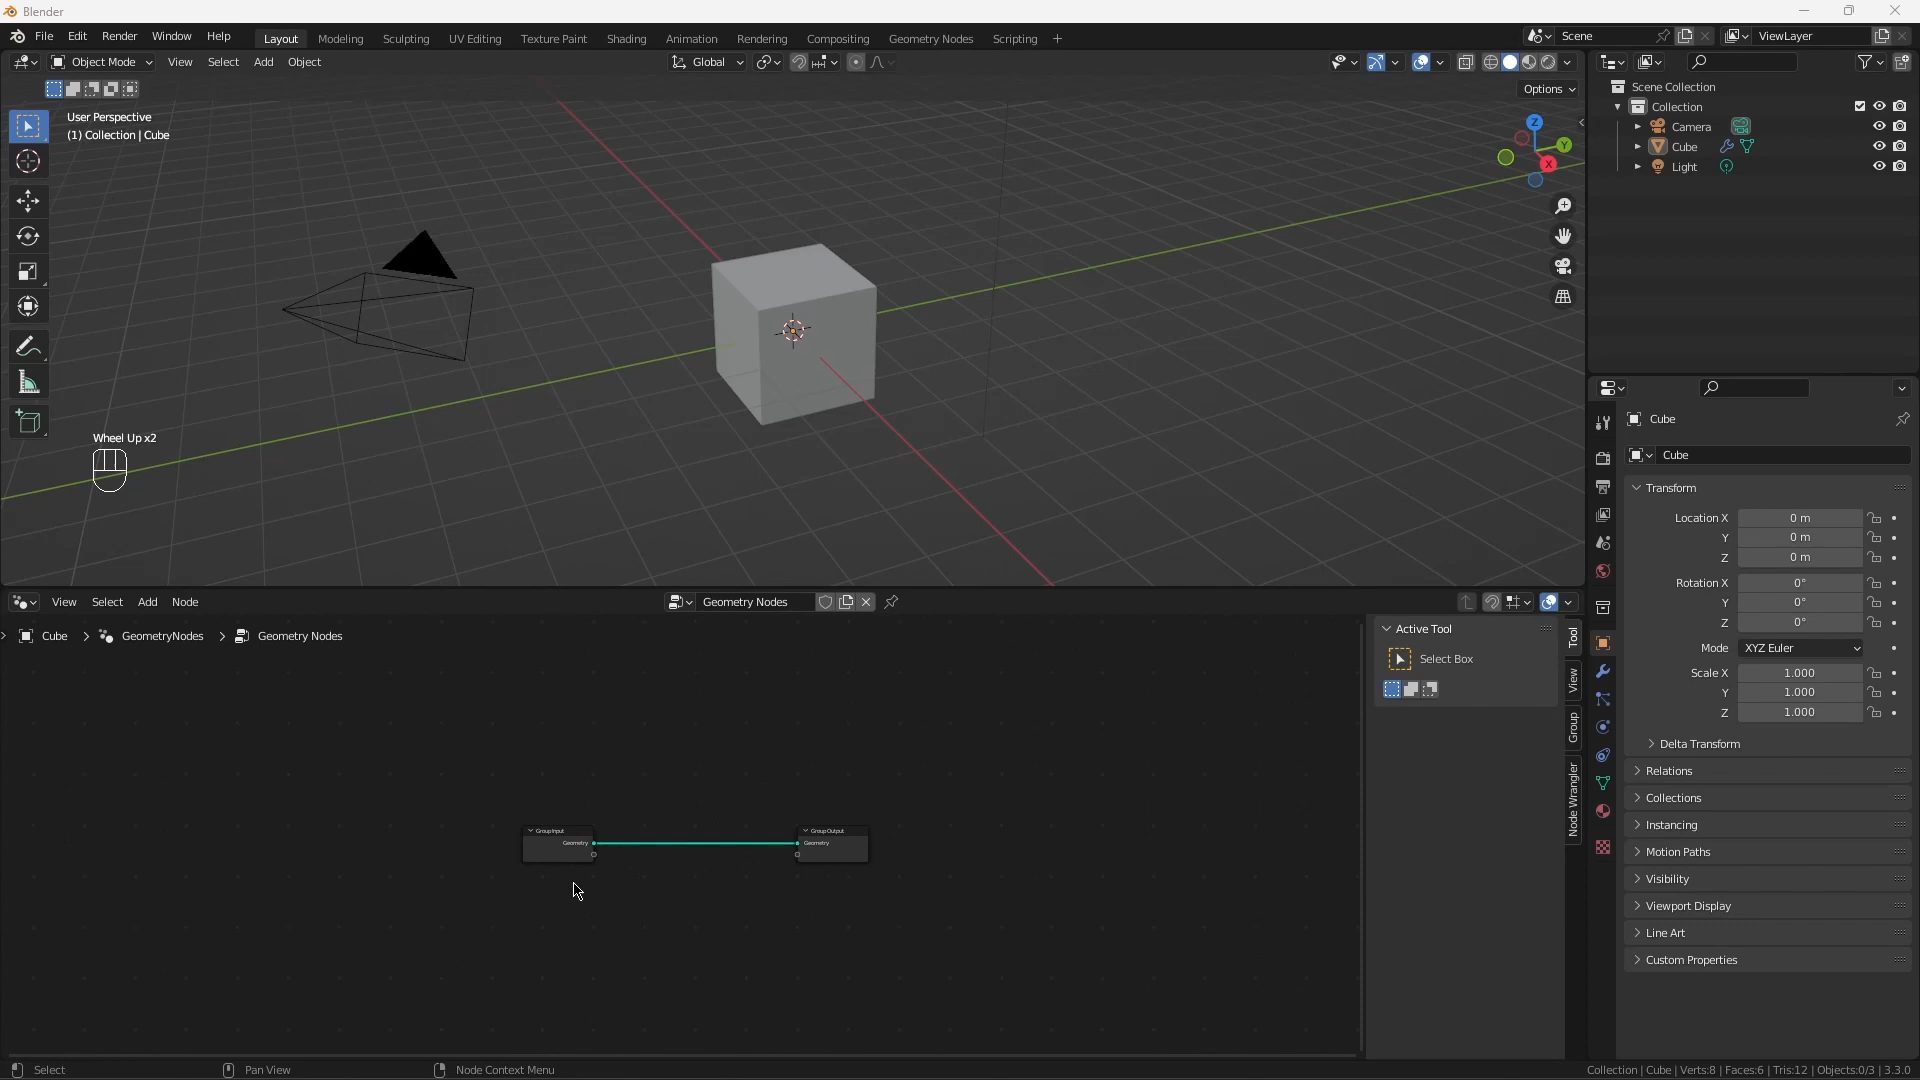 Blender
File Edit Render Window Help Layout Modeling Sculpting UV Editing Texture Paint Shading Animation Rendering Compositing Geometry Nodes Scripting + Scene ViewLayer
Object Mode View Select Add Object Global
Options
User Perspective
(1) Collection | Cube
Z
Y
X
Wheel Up x2
Scene Collection
Collection
Camera
Cube
Light
Cube
Cube
Transform
Location X 0 m
Y 0 m
Z 0 m
Rotation X 0°
Y 0°
Z 0°
Mode XYZ Euler
Scale X 1.000
Y 1.000
Z 1.000
Delta Transform
Relations
Collections
Instancing
Motion Paths
Visibility
Viewport Display
Line Art
Custom Properties
View Select Add Node Geometry Nodes
Cube > GeometryNodes > Geometry Nodes
Active Tool
Select Box
Tool
View
Group
Node Wrangler
Group Input
Geometry
Group Output
Geometry
Select Pan View Node Context Menu Collection | Cube | Verts:8 | Faces:6 | Tris:12 | Objects:0/3 | 3.3.0